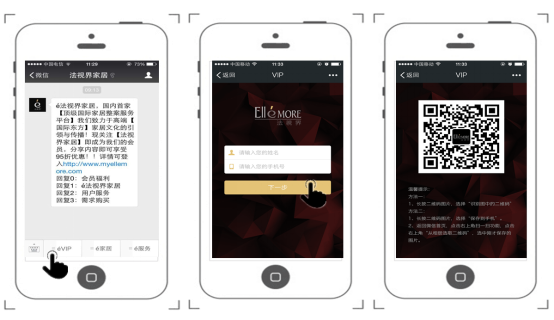 中国电信 11:29 73%
微信 法视界家居
é法视界家居、国内首家
【顶级国际家居整案服务
平台】我们致力于高端【
国际东方】家居文化的引
领与传播！现关注【法视
界家居】即成为我们的会
员，分享内容即可享受
95折优惠！！详情可登
入http://www.myellem
ore.com
回复0：会员福利
回复1：é法视界家居
回复2：用户服务
回复3：需求购买
éVIP é家居 é服务
中国移动 11:33
返回 VIP
Ell é MORE
法视界
请输入您的姓名
请输入您的手机号
下一步
中国移动 11:33
返回 VIP
温馨提示：
方法一：
1、长按二维码图片，选择“识别图中的二维码”
方法二：
1、长按二维码图片，选择“保存到手机”。
2、返回微信首页，点击右上角扫一扫功能，点击
右上角“从相册选取二维码”，选中刚才保存的
图片。